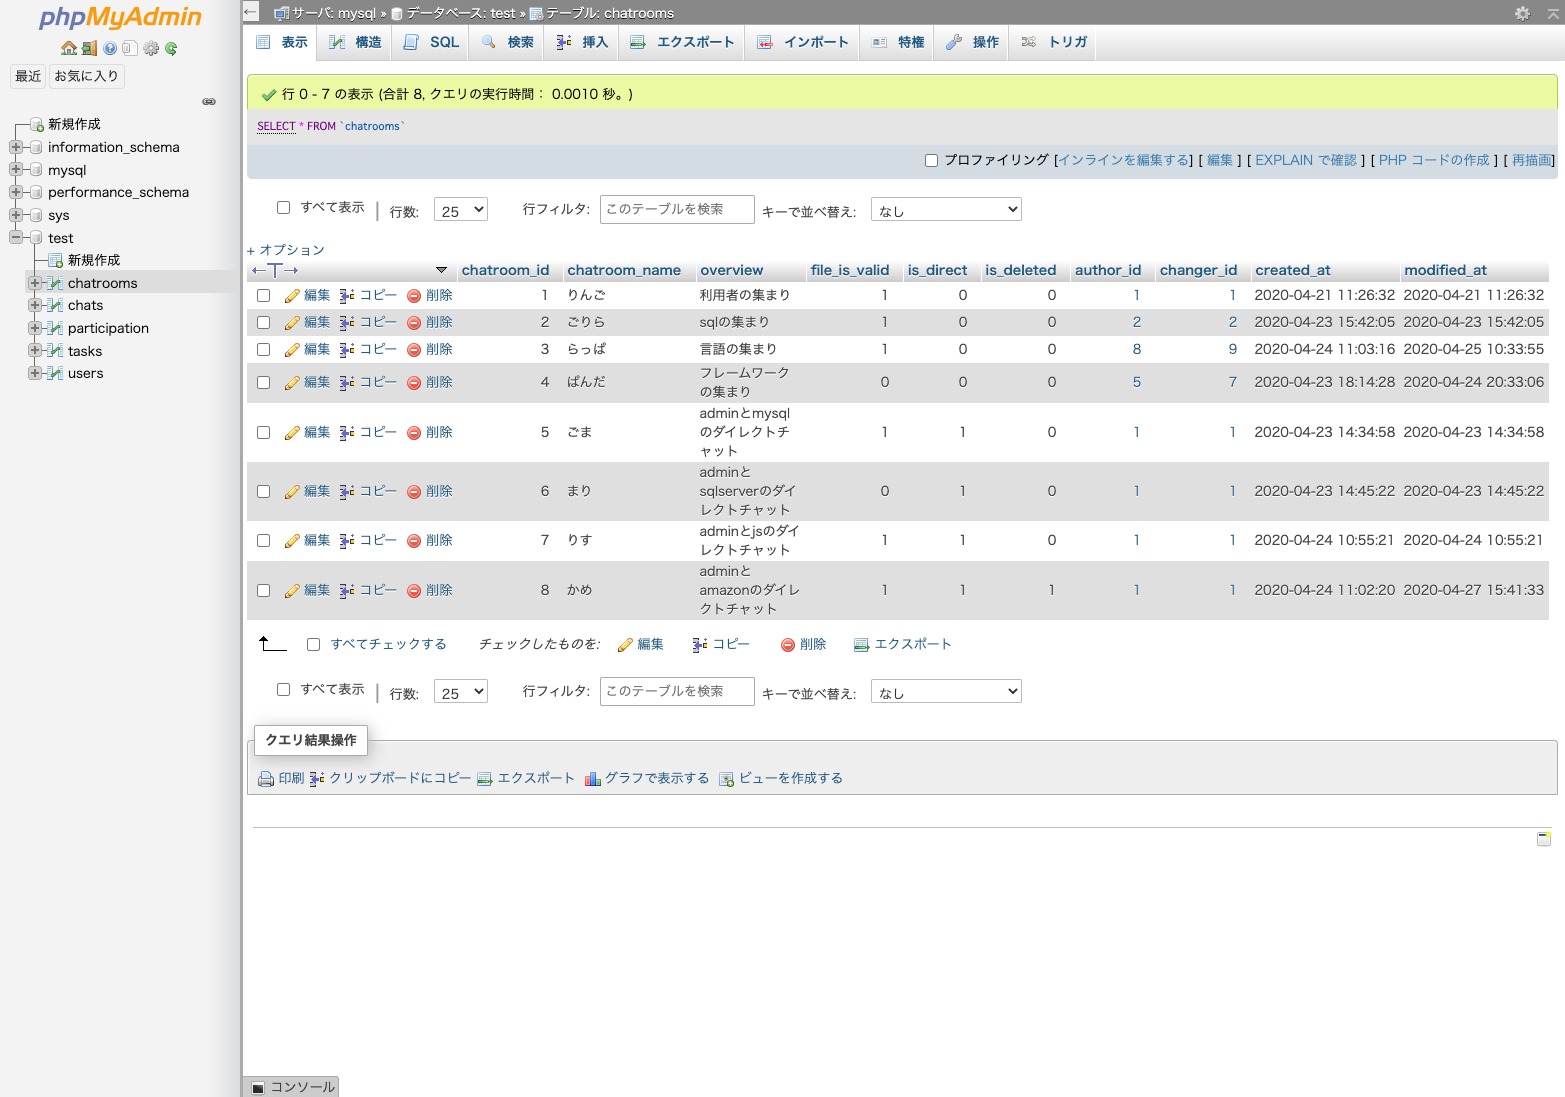 phpMyAdmin
最近 お気に入り
新規作成
information_schema
mysql
performance_schema
sys
test
新規作成
chatrooms
chats
participation
tasks
users
サーバ: mysql » データベース: test » テーブル: chatrooms
表示 構造 SQL 検索 挿入 エクスポート インポート 特権 操作 トリガ
行 0 - 7 の表示 (合計 8, クエリの実行時間： 0.0010 秒。)
SELECT * FROM `chatrooms`
プロファイリング [インラインを編集する] [ 編集 ] [ EXPLAIN で確認 ] [ PHP コードの作成 ] [ 再描画]
すべて表示 | 行数: 25 行フィルタ: このテーブルを検索 キーで並べ替え: なし
+ オプション
←T→ chatroom_id chatroom_name overview file_is_valid is_direct is_deleted author_id changer_id created_at modified_at
編集 コピー 削除 1 りんご 利用者の集まり 1 0 0 1 1 2020-04-21 11:26:32 2020-04-21 11:26:32
編集 コピー 削除 2 ごりら sqlの集まり 1 0 0 2 2 2020-04-23 15:42:05 2020-04-23 15:42:05
編集 コピー 削除 3 らっぱ 言語の集まり 1 0 0 8 9 2020-04-24 11:03:16 2020-04-25 10:33:55
編集 コピー 削除 4 ぱんだ フレームワークの集まり 0 0 0 5 7 2020-04-23 18:14:28 2020-04-24 20:33:06
編集 コピー 削除 5 ごま adminとmysqlのダイレクトチャット 1 1 0 1 1 2020-04-23 14:34:58 2020-04-23 14:34:58
編集 コピー 削除 6 まり adminとsqlserverのダイレクトチャット 0 1 0 1 1 2020-04-23 14:45:22 2020-04-23 14:45:22
編集 コピー 削除 7 りす adminとjsのダイレクトチャット 1 1 0 1 1 2020-04-24 10:55:21 2020-04-24 10:55:21
編集 コピー 削除 8 かめ adminとamazonのダイレクトチャット 1 1 1 1 1 2020-04-24 11:02:20 2020-04-27 15:41:33
すべてチェックする チェックしたものを: 編集 コピー 削除 エクスポート
すべて表示 | 行数: 25 行フィルタ: このテーブルを検索 キーで並べ替え: なし
クエリ結果操作
印刷 クリップボードにコピー エクスポート グラフで表示する ビューを作成する
コンソール